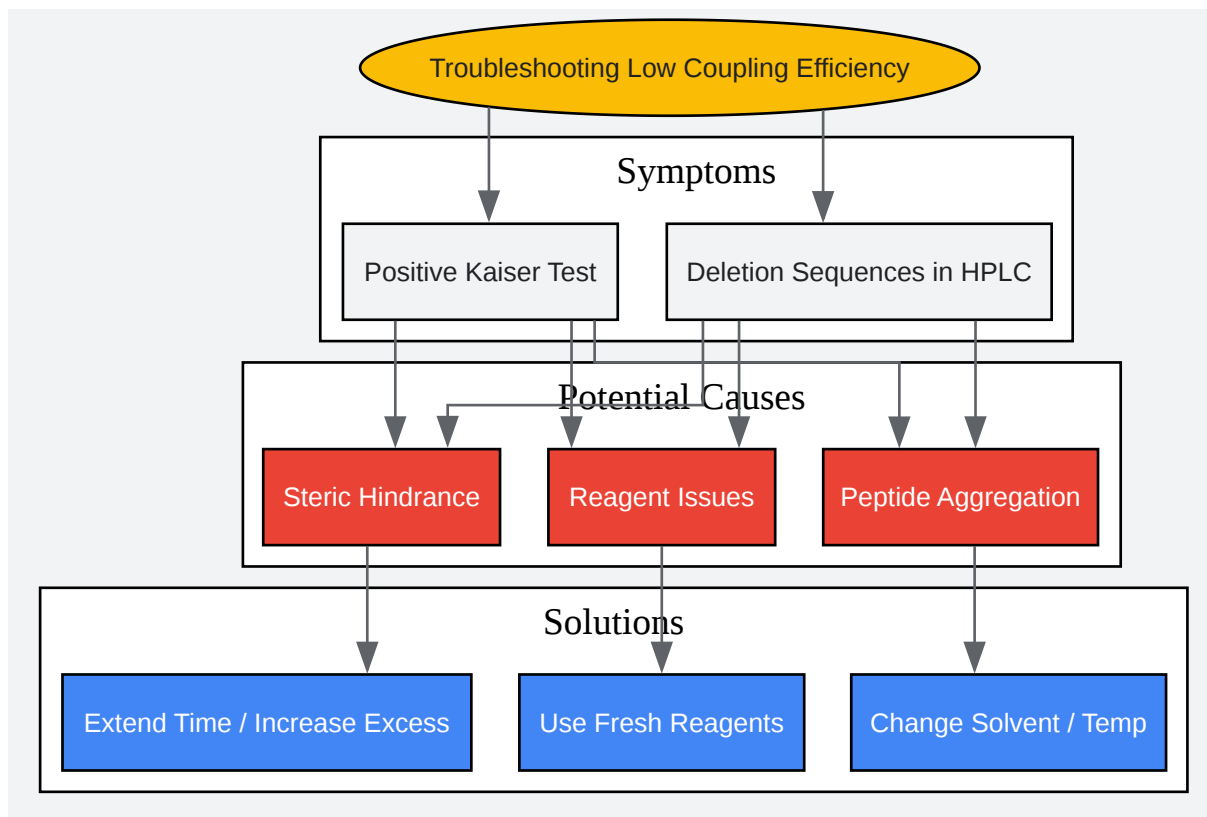 Troubleshooting Low Coupling Efficiency
Symptoms
Positive Kaiser Test
Deletion Sequences in HPLC
Potential Causes
Steric Hindrance
Reagent Issues
Peptide Aggregation
Solutions
Extend Time / Increase Excess
Use Fresh Reagents
Change Solvent / Temp